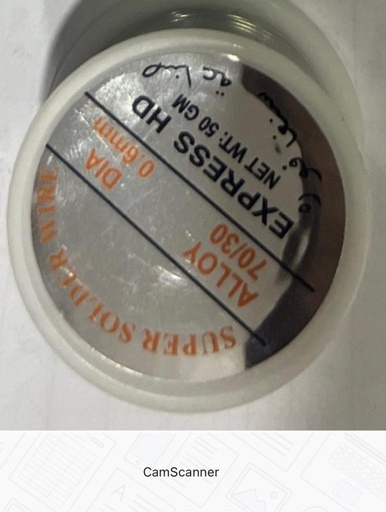 EXPRESS HD
NET WT: 50 GM
DIA
0.6mm
ALLOY
70/30
SUPER SOLDER WIRE
CamScanner